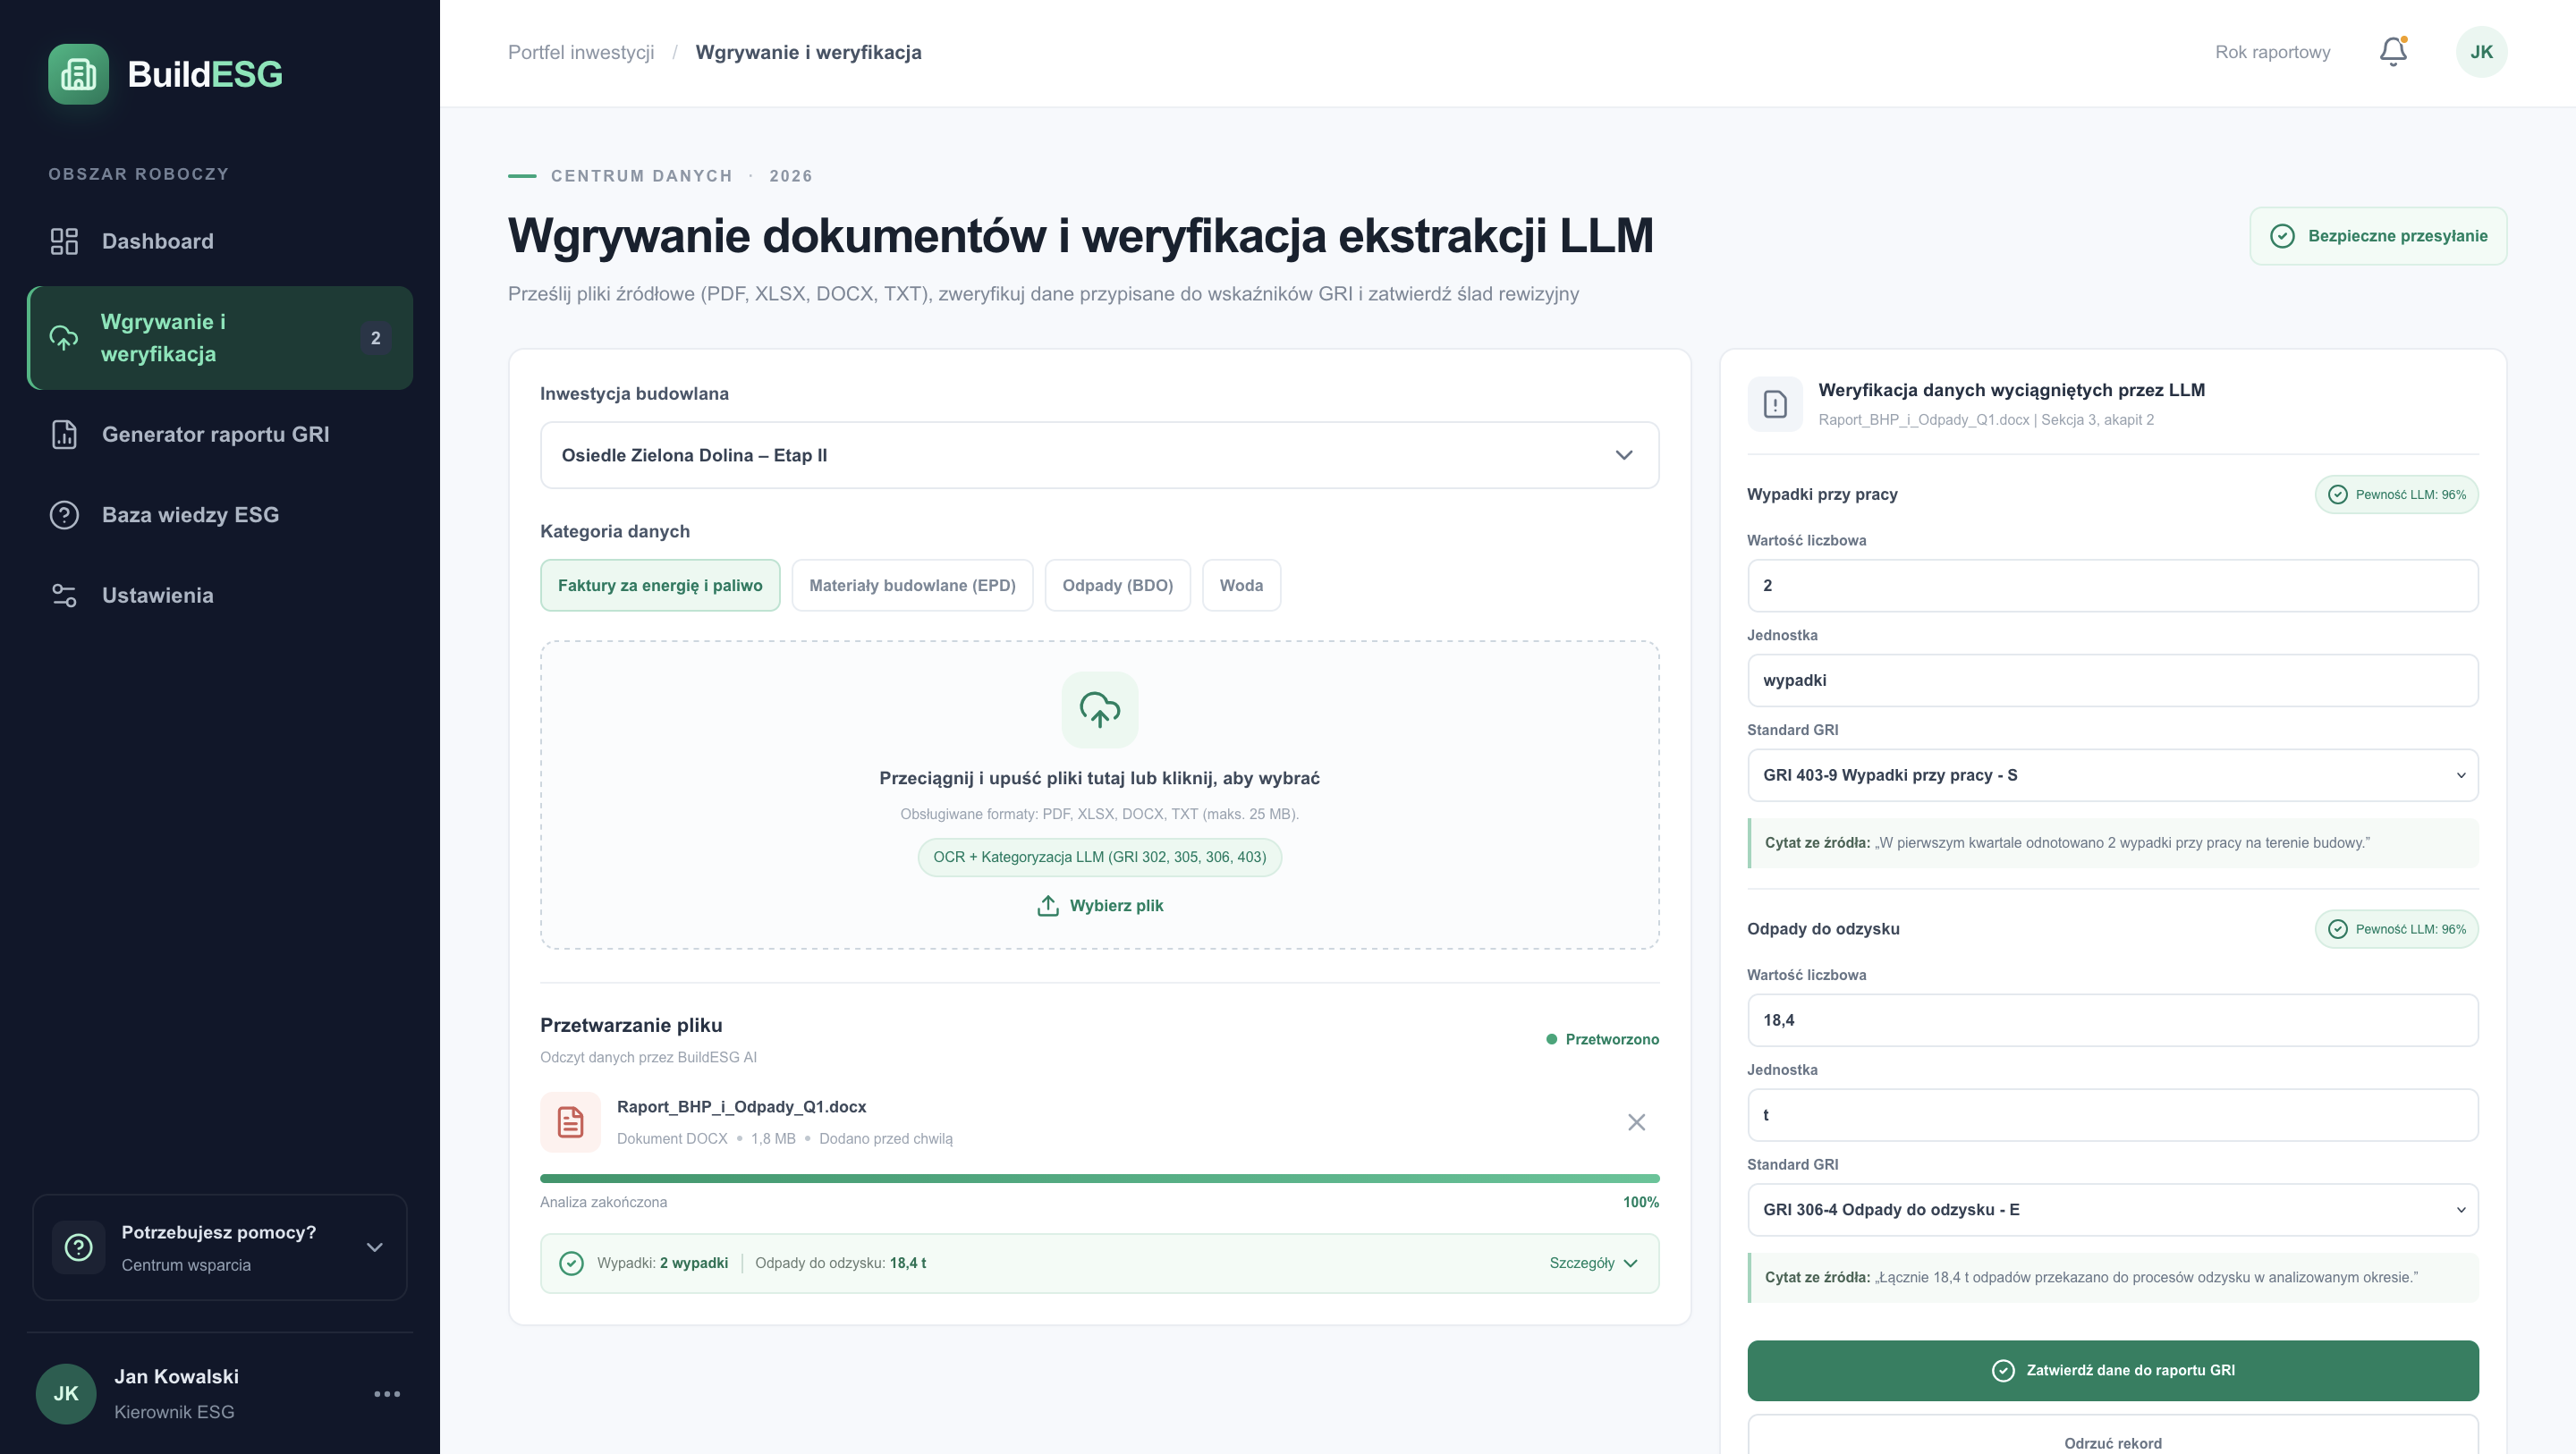 BuildESG
OBSZAR ROBOCZY
Dashboard
Wgrywanie i
weryfikacja
2
Generator raportu GRI
Baza wiedzy ESG
Ustawienia
Potrzebujesz pomocy?
Centrum wsparcia
JK
Jan Kowalski
Kierownik ESG
Portfel inwestycji / Wgrywanie i weryfikacja
Rok raportowy
JK
CENTRUM DANYCH · 2026
Wgrywanie dokumentów i weryfikacja ekstrakcji LLM
Prześlij pliki źródłowe (PDF, XLSX, DOCX, TXT), zweryfikuj dane przypisane do wskaźników GRI i zatwierdź ślad rewizyjny
Bezpieczne przesyłanie
Inwestycja budowlana
Osiedle Zielona Dolina – Etap II
Kategoria danych
Faktury za energię i paliwo
Materiały budowlane (EPD)
Odpady (BDO)
Woda
Przeciągnij i upuść pliki tutaj lub kliknij, aby wybrać
Obsługiwane formaty: PDF, XLSX, DOCX, TXT (maks. 25 MB).
OCR + Kategoryzacja LLM (GRI 302, 305, 306, 403)
Wybierz plik
Przetwarzanie pliku
Odczyt danych przez BuildESG AI
Przetworzono
Raport_BHP_i_Odpady_Q1.docx
Dokument DOCX • 1,8 MB • Dodano przed chwilą
Analiza zakończona
100%
Wypadki: 2 wypadki | Odpady do odzysku: 18,4 t
Szczegóły
Weryfikacja danych wyciągniętych przez LLM
Raport_BHP_i_Odpady_Q1.docx | Sekcja 3, akapit 2
Wypadki przy pracy
Pewność LLM: 96%
Wartość liczbowa
2
Jednostka
wypadki
Standard GRI
GRI 403-9 Wypadki przy pracy - S
Cytat ze źródła: „W pierwszym kwartale odnotowano 2 wypadki przy pracy na terenie budowy.”
Odpady do odzysku
Pewność LLM: 96%
Wartość liczbowa
18,4
Jednostka
t
Standard GRI
GRI 306-4 Odpady do odzysku - E
Cytat ze źródła: „Łącznie 18,4 t odpadów przekazano do procesów odzysku w analizowanym okresie.”
Zatwierdź dane do raportu GRI
Odrzuć rekord